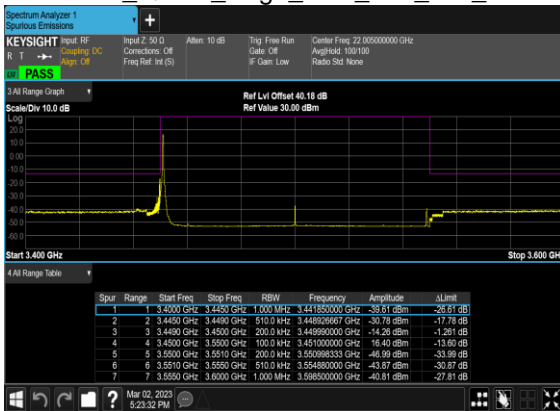 Spectrum Analyzer 1
Spurious Emissions
+
KEYSIGHT Input: RF Input Z: 50 Ω Atten: 10 dB Trig: Free Run Center Freq: 22.005000000 GHz
R T Coupling: DC Corrections: Off Gate: Off Avg|Hold: 100/100
Align: Off Freq Ref: Int (S) IF Gain: Low Radio Std: None
PASS
3 All Range Graph
Ref Lvl Offset 40.18 dB
Scale/Div 10.0 dB Ref Value 30.00 dBm
Log
20.0
10.0
0.00
-10.0
-20.0
-30.0
-40.0
-50.0
-60.0
Start 3.400 GHz Stop 3.600 GHz
4 All Range Table
Spur Range Start Freq Stop Freq RBW Frequency Amplitude ΔLimit
1 1 3.4000 GHz 3.4450 GHz 1.000 MHz 3.441850000 GHz -39.61 dBm -26.61 dB
2 2 3.4450 GHz 3.4490 GHz 510.0 kHz 3.448926667 GHz -30.78 dBm -17.78 dB
3 3 3.4490 GHz 3.4500 GHz 200.0 kHz 3.449990000 GHz -14.26 dBm -1.261 dB
4 4 3.4500 GHz 3.5500 GHz 100.0 kHz 3.451000000 GHz 16.40 dBm -13.60 dB
5 5 3.5500 GHz 3.5510 GHz 200.0 kHz 3.550998333 GHz -46.99 dBm -33.99 dB
6 6 3.5510 GHz 3.5550 GHz 510.0 kHz 3.554880000 GHz -43.87 dBm -30.87 dB
7 7 3.5550 GHz 3.6000 GHz 1.000 MHz 3.598500000 GHz -40.81 dBm -27.81 dB
?
Mar 02, 2023
5:23:32 PM